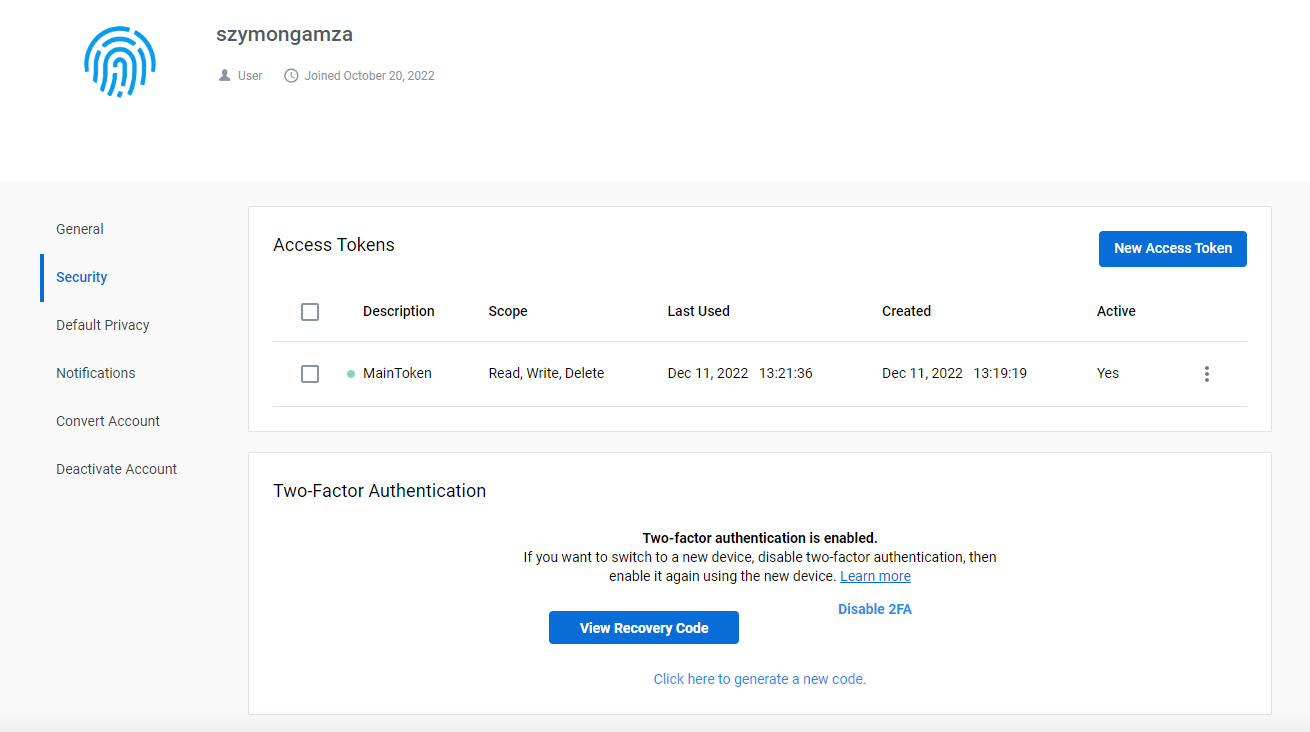 szymongamza
User Joined October 20, 2022
General
Security
Default Privacy
Notifications
Convert Account
Deactivate Account
Access Tokens
New Access Token
Description Scope Last Used Created Active
MainToken Read, Write, Delete Dec 11, 2022 13:21:36 Dec 11, 2022 13:19:19 Yes
Two-Factor Authentication
Two-factor authentication is enabled.
If you want to switch to a new device, disable two-factor authentication, then
enable it again using the new device. Learn more
Disable 2FA
View Recovery Code
Click here to generate a new code.